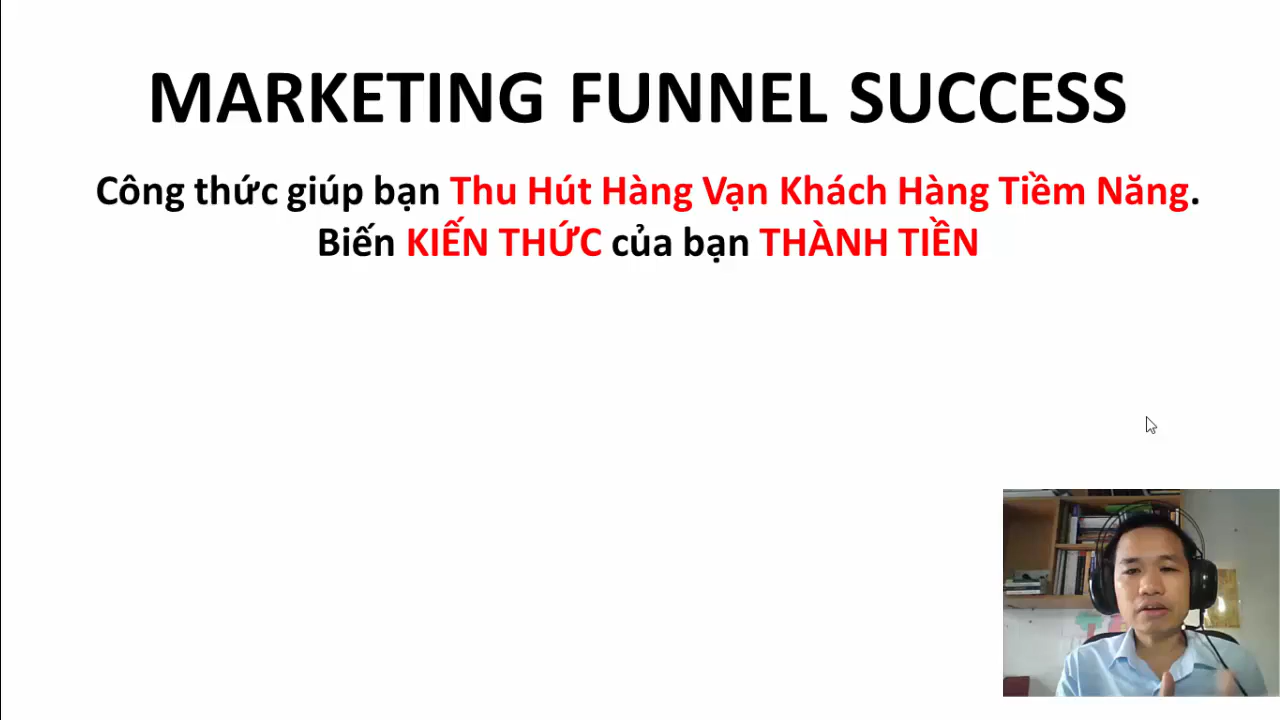 MARKETING FUNNEL SUCCESS
Công thức giúp bạn Thu Hút Hàng Vạn Khách Hàng Tiềm Năng.
Biến KIẾN THỨC của bạn THÀNH TIỀN